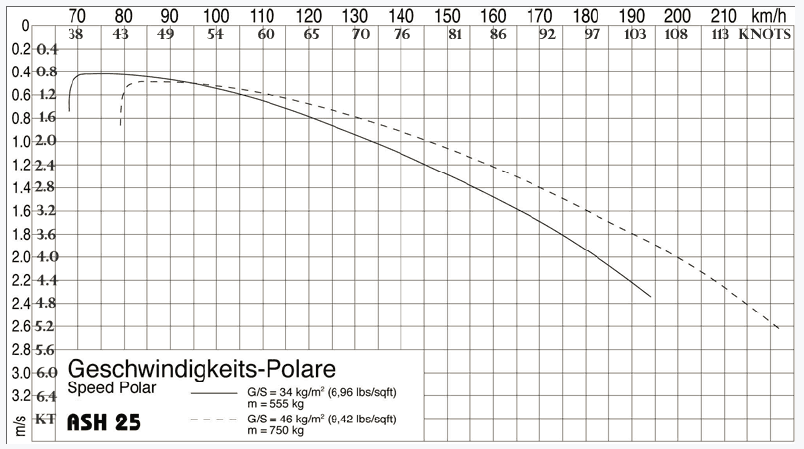 70 80 90 100 110 120 130 140 150 160 170 180 190 200 210 km/h
0 38 43 49 54 60 65 70 76 81 86 92 97 103 108 113 KNOTS
0.2 0.4
0.4 0.8
0.6 1.2
0.8 1.6
1.0 2.0
1.2 2.4
1.4 2.8
1.6 3.2
1.8 3.6
2.0 4.0
2.2 4.4
2.4 4.8
2.6 5.2
2.8 5.6
3.0 6.0
3.2 6.4
m/s KT
Geschwindigkeits-Polare
Speed Polar
G/S = 34 kg/m² (6,96 lbs/sqft)
m = 555 kg
ASH 25
G/S = 46 kg/m² (9,42 lbs/sqft)
m = 750 kg